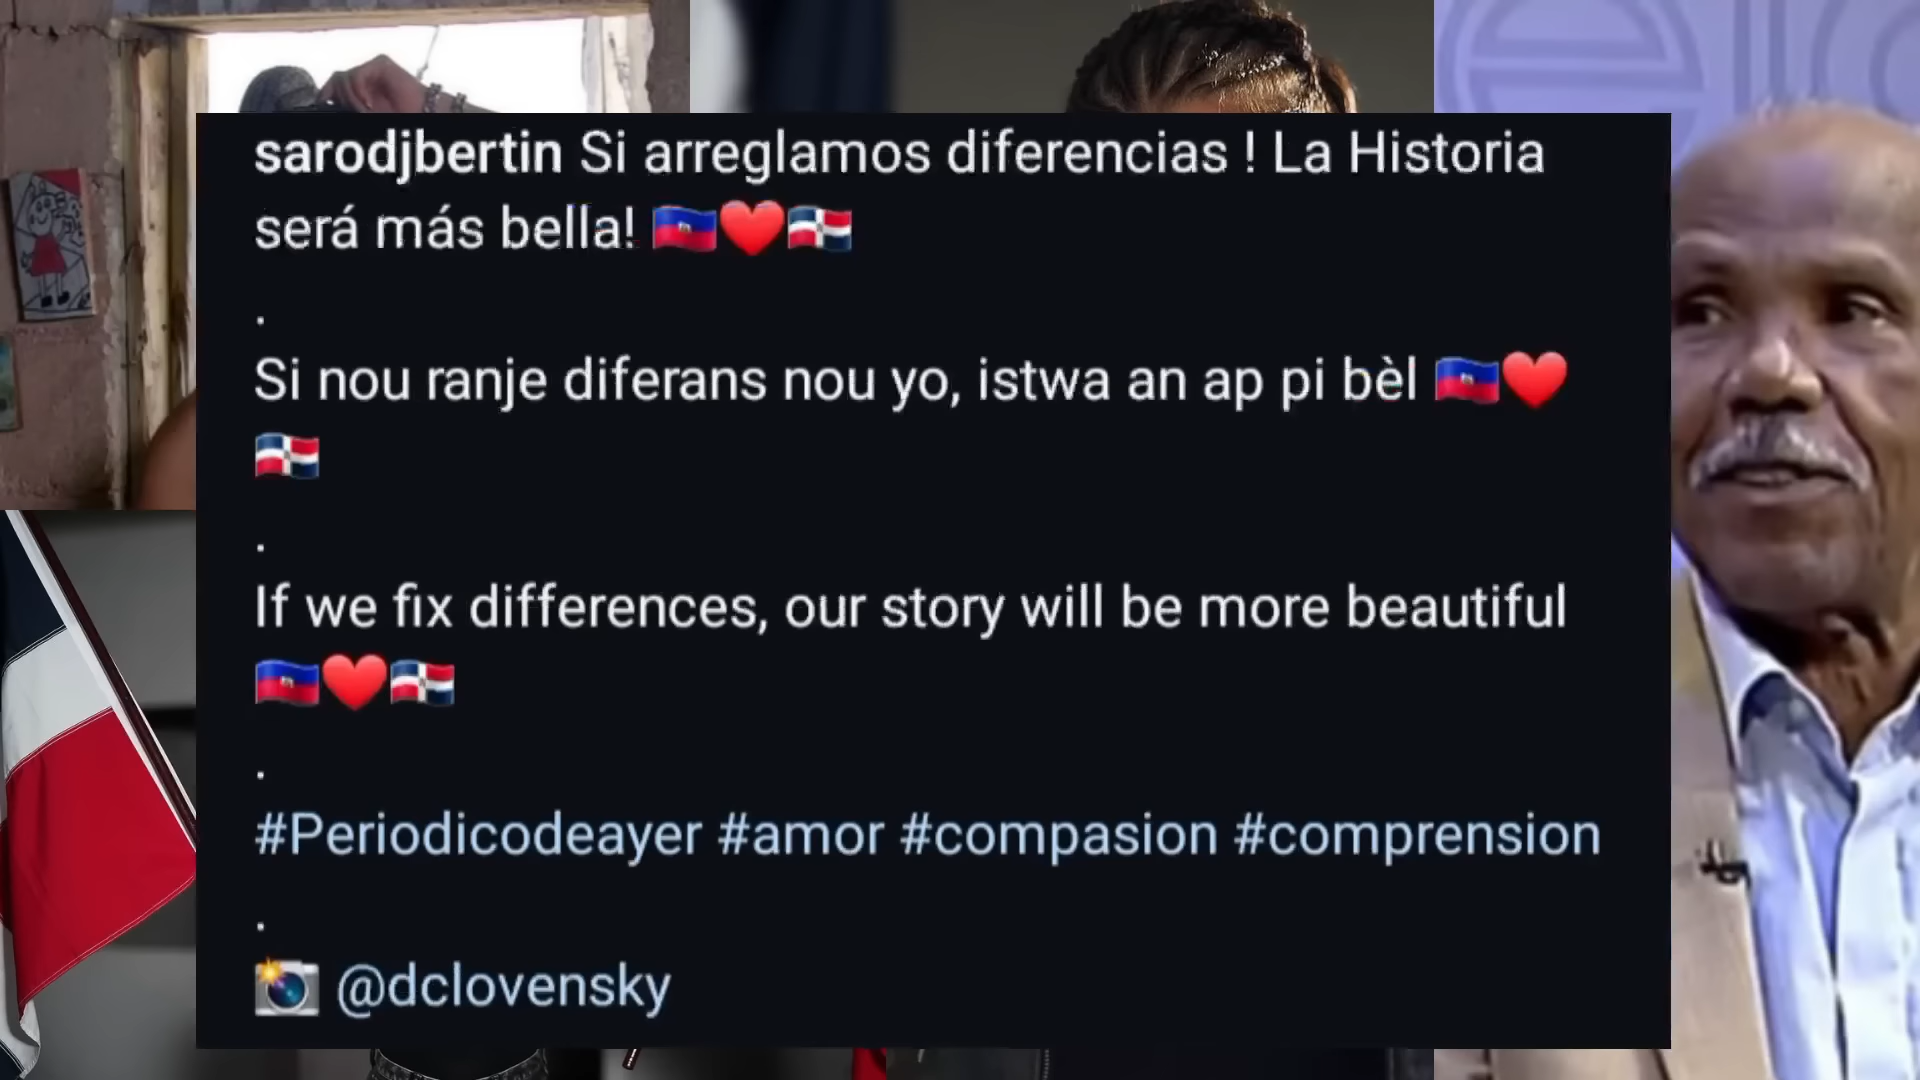 sarodjbertin Si arreglamos diferencias ! La Historia
será más bella! 🇭🇹❤️🇩🇴
.
Si nou ranje diferans nou yo, istwa an ap pi bèl 🇭🇹❤️
🇩🇴
.
If we fix differences, our story will be more beautiful
🇭🇹❤️🇩🇴
.
#Periodicodeayer #amor #compasion #comprension
.
📸 @dclovensky